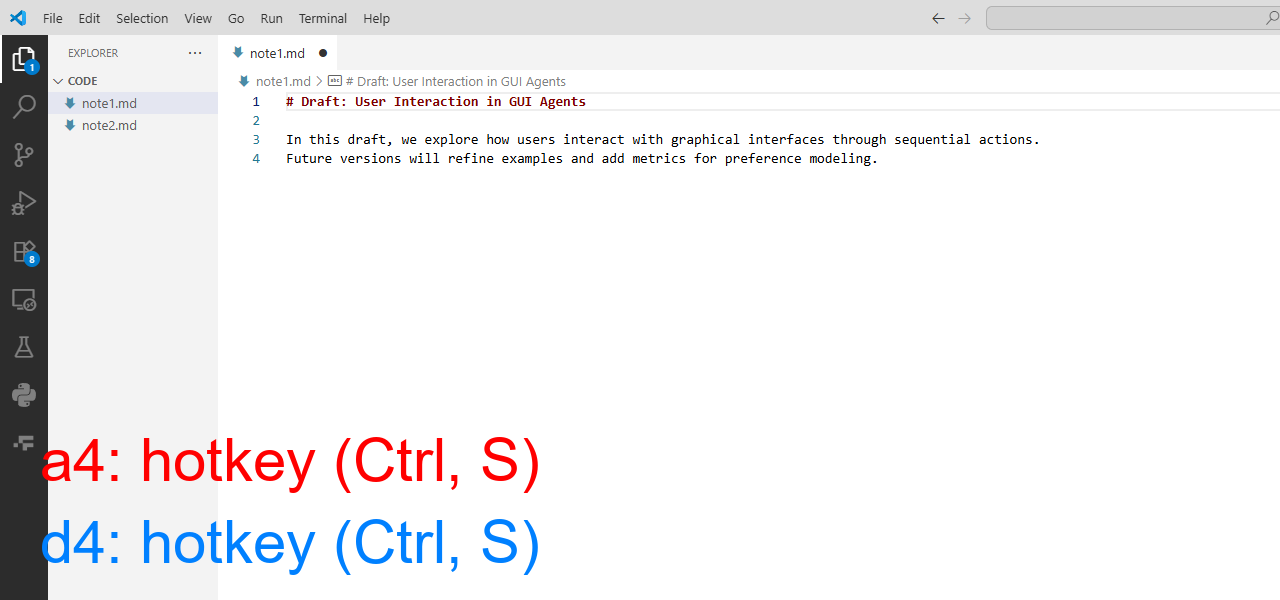 File Edit Selection View Go Run Terminal Help
EXPLORER ···
note1.md
CODE
note1.md > # Draft: User Interaction in GUI Agents
note1.md
note2.md
1 # Draft: User Interaction in GUI Agents
2
3 In this draft, we explore how users interact with graphical interfaces through sequential actions.
4 Future versions will refine examples and add metrics for preference modeling.
1
8
a4: hotkey (Ctrl, S)
d4: hotkey (Ctrl, S)